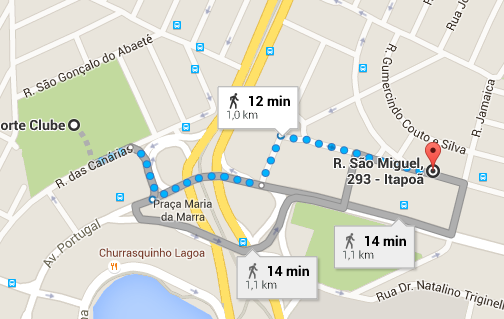 R. São Gonçalo do Abaeté
orte Clube
R. das Canárias
Av. Portugal
Praça Maria
da Marra
Churrasquinho Lagoa
12 min
1,0 km
R. São Miguel,
293 - Itapoã
R. Gumercindo Couto e Silva
Rua Jo
R. Jamaica
14 min
1,1 km
14 min
1,1 km
Rua Dr. Natalino Triginell